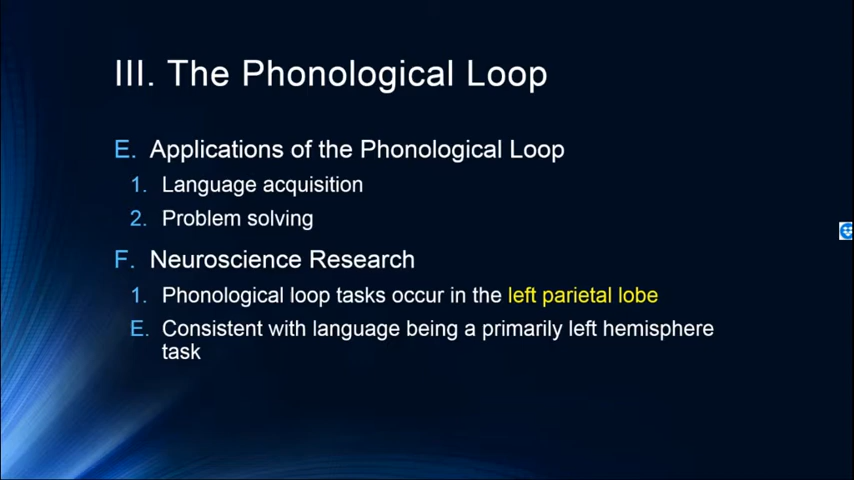 III. The Phonological Loop
E. Applications of the Phonological Loop
1. Language acquisition
2. Problem solving
F. Neuroscience Research
1. Phonological loop tasks occur in the left parietal lobe
E. Consistent with language being a primarily left hemisphere
task